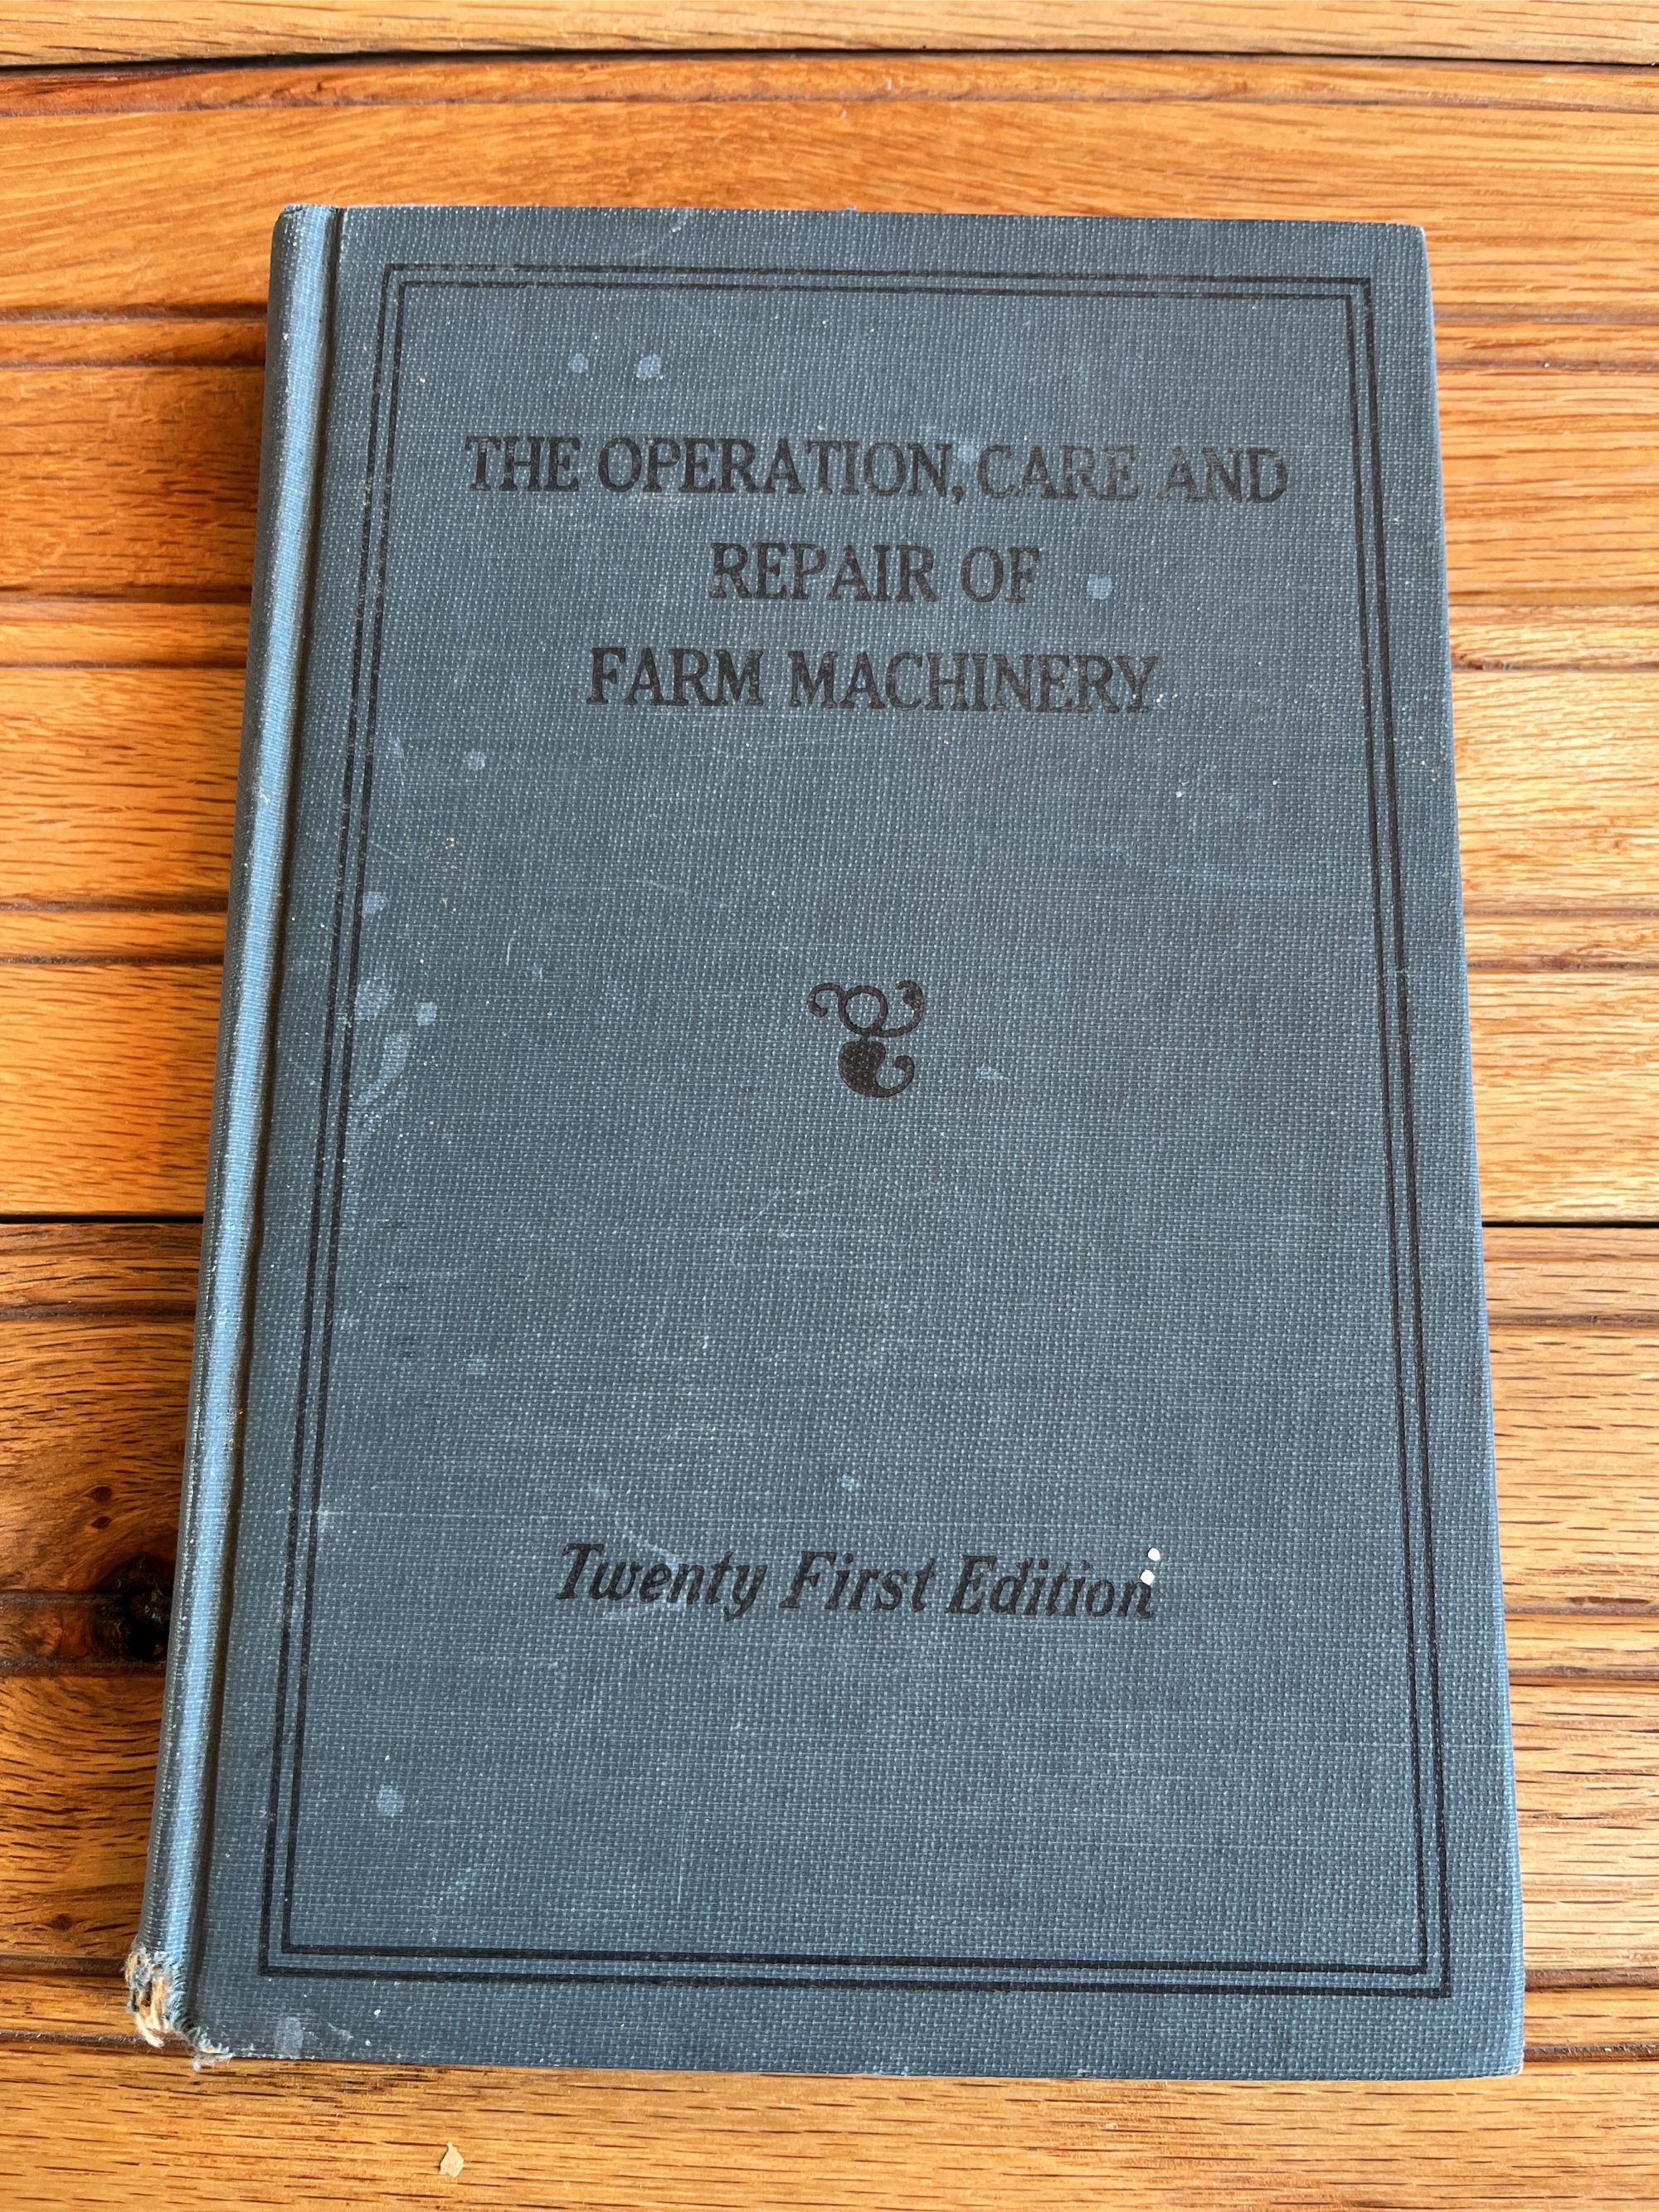 THE OPERATION, CARE AND
REPAIR OF
FARM MACHINERY
Twenty First Edition